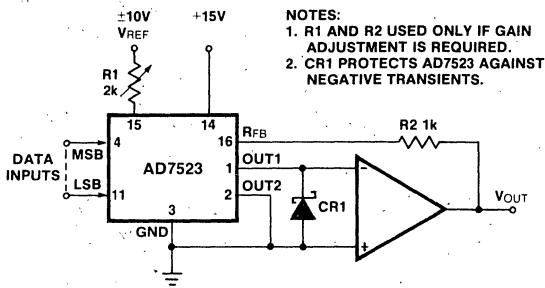 ±10V
VREF
+15V
NOTES:
1. R1 AND R2 USED ONLY IF GAIN
ADJUSTMENT IS REQUIRED.
2. CR1 PROTECTS AD7523 AGAINST
NEGATIVE TRANSIENTS.
R1
2k
15
14
16
RFB
R2 1k
DATA
INPUTS
MSB
4
LSB
11
AD7523
1
OUT1
2
OUT2
3
GND
CR1
−
+
VOUT